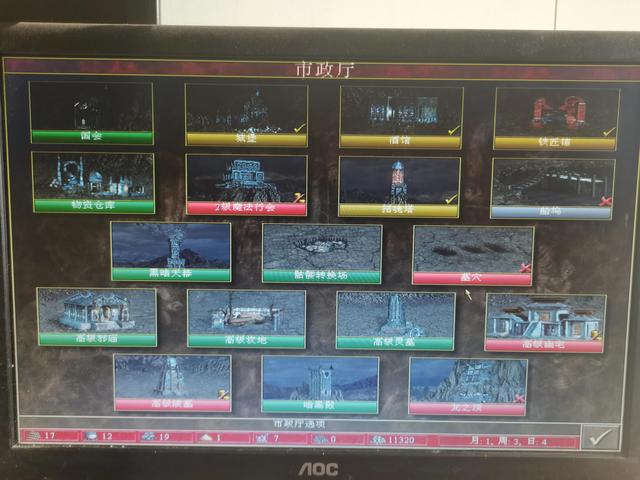 市政厅
国会
城堡
酒馆
铁匠铺
物资仓库
2级魔法行会
招魂塔
船坞
黑暗天幕
骷髅转换场
墓穴
高级邪庙
高级坟地
高级灵墓
高级幽宅
高级陵墓
暗黑殿
龙之坟
市政厅选项
17
12
19
1
7
0
11320
月:1, 周:3, 日:4
AOC